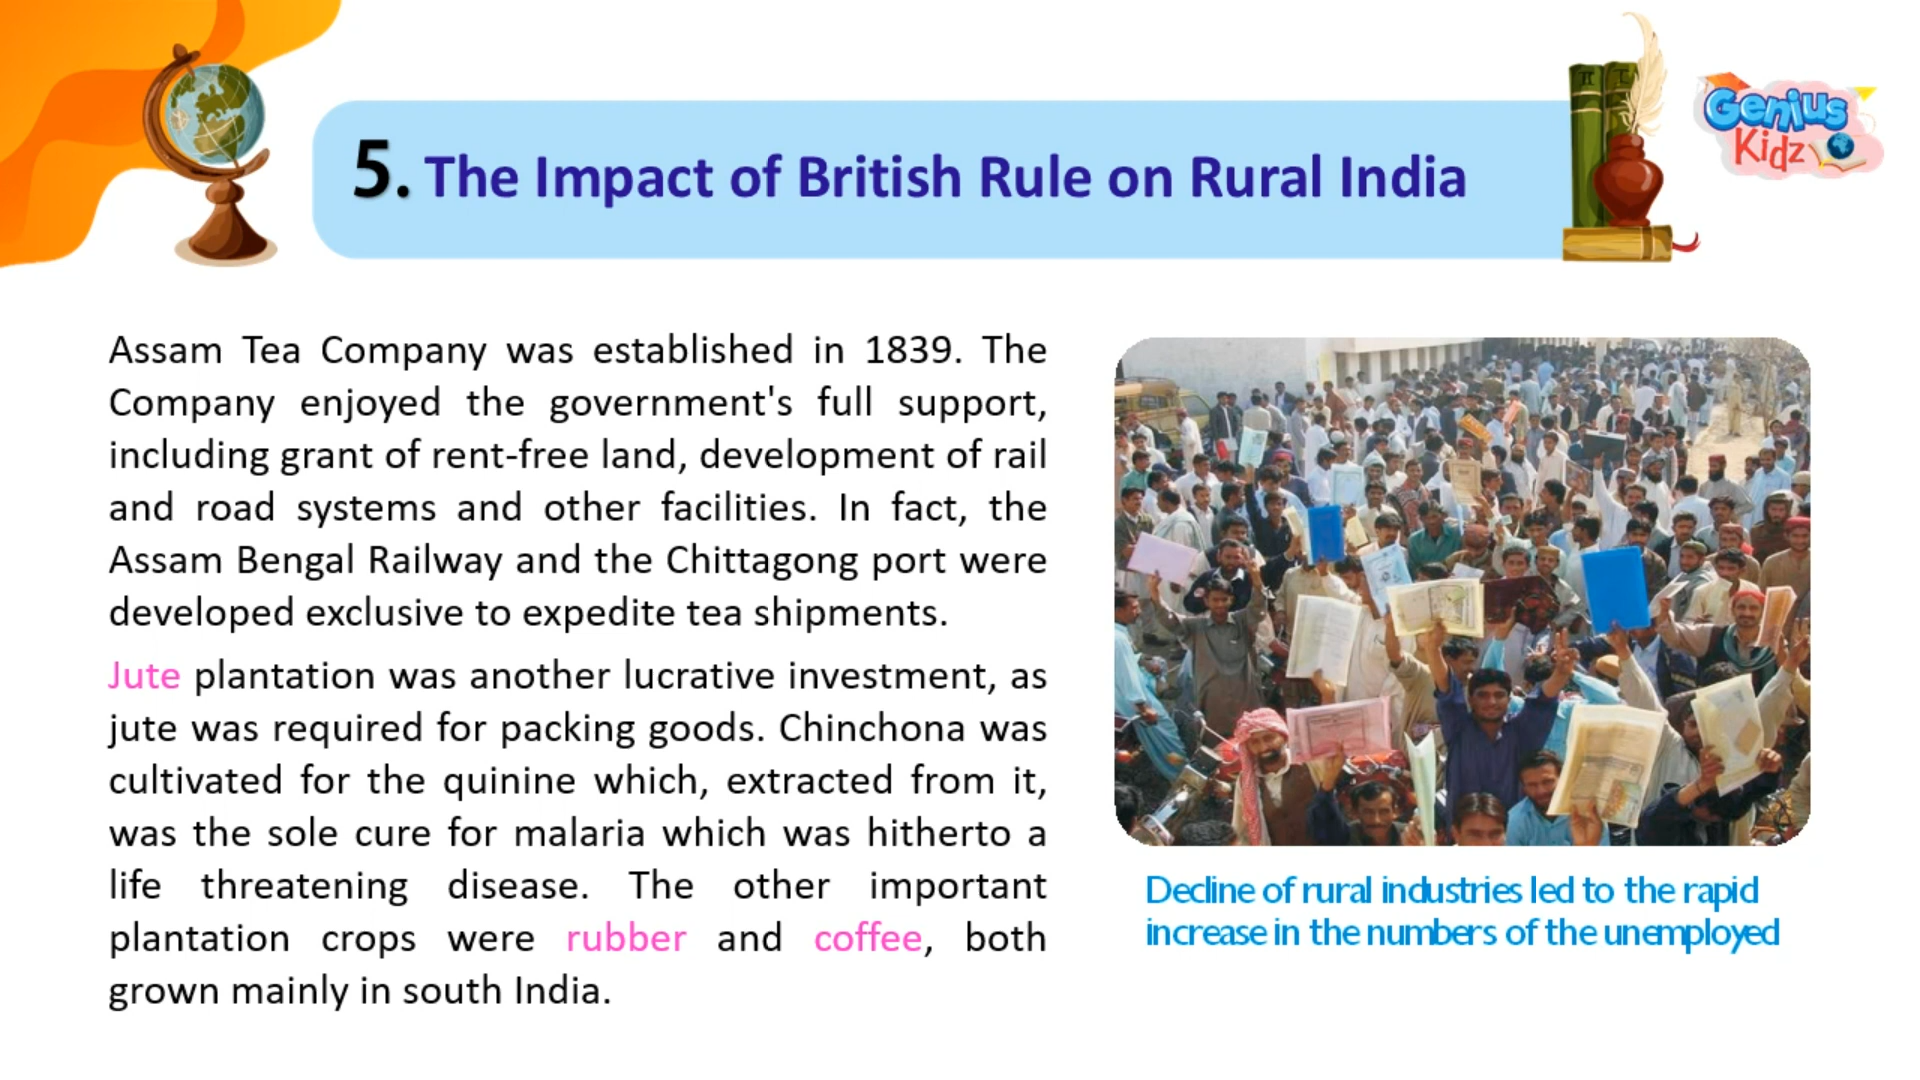 Genius
Kidz
5. The Impact of British Rule on Rural India
Assam Tea Company was established in 1839. The
Company enjoyed the government's full support,
including grant of rent-free land, development of rail
and road systems and other facilities. In fact, the
Assam Bengal Railway and the Chittagong port were
developed exclusive to expedite tea shipments.
Jute plantation was another lucrative investment, as
jute was required for packing goods. Chinchona was
cultivated for the quinine which, extracted from it,
was the sole cure for malaria which was hitherto a
life threatening disease. The other important
plantation crops were rubber and coffee, both
grown mainly in south India.
Decline of rural industries led to the rapid
increase in the numbers of the unemployed